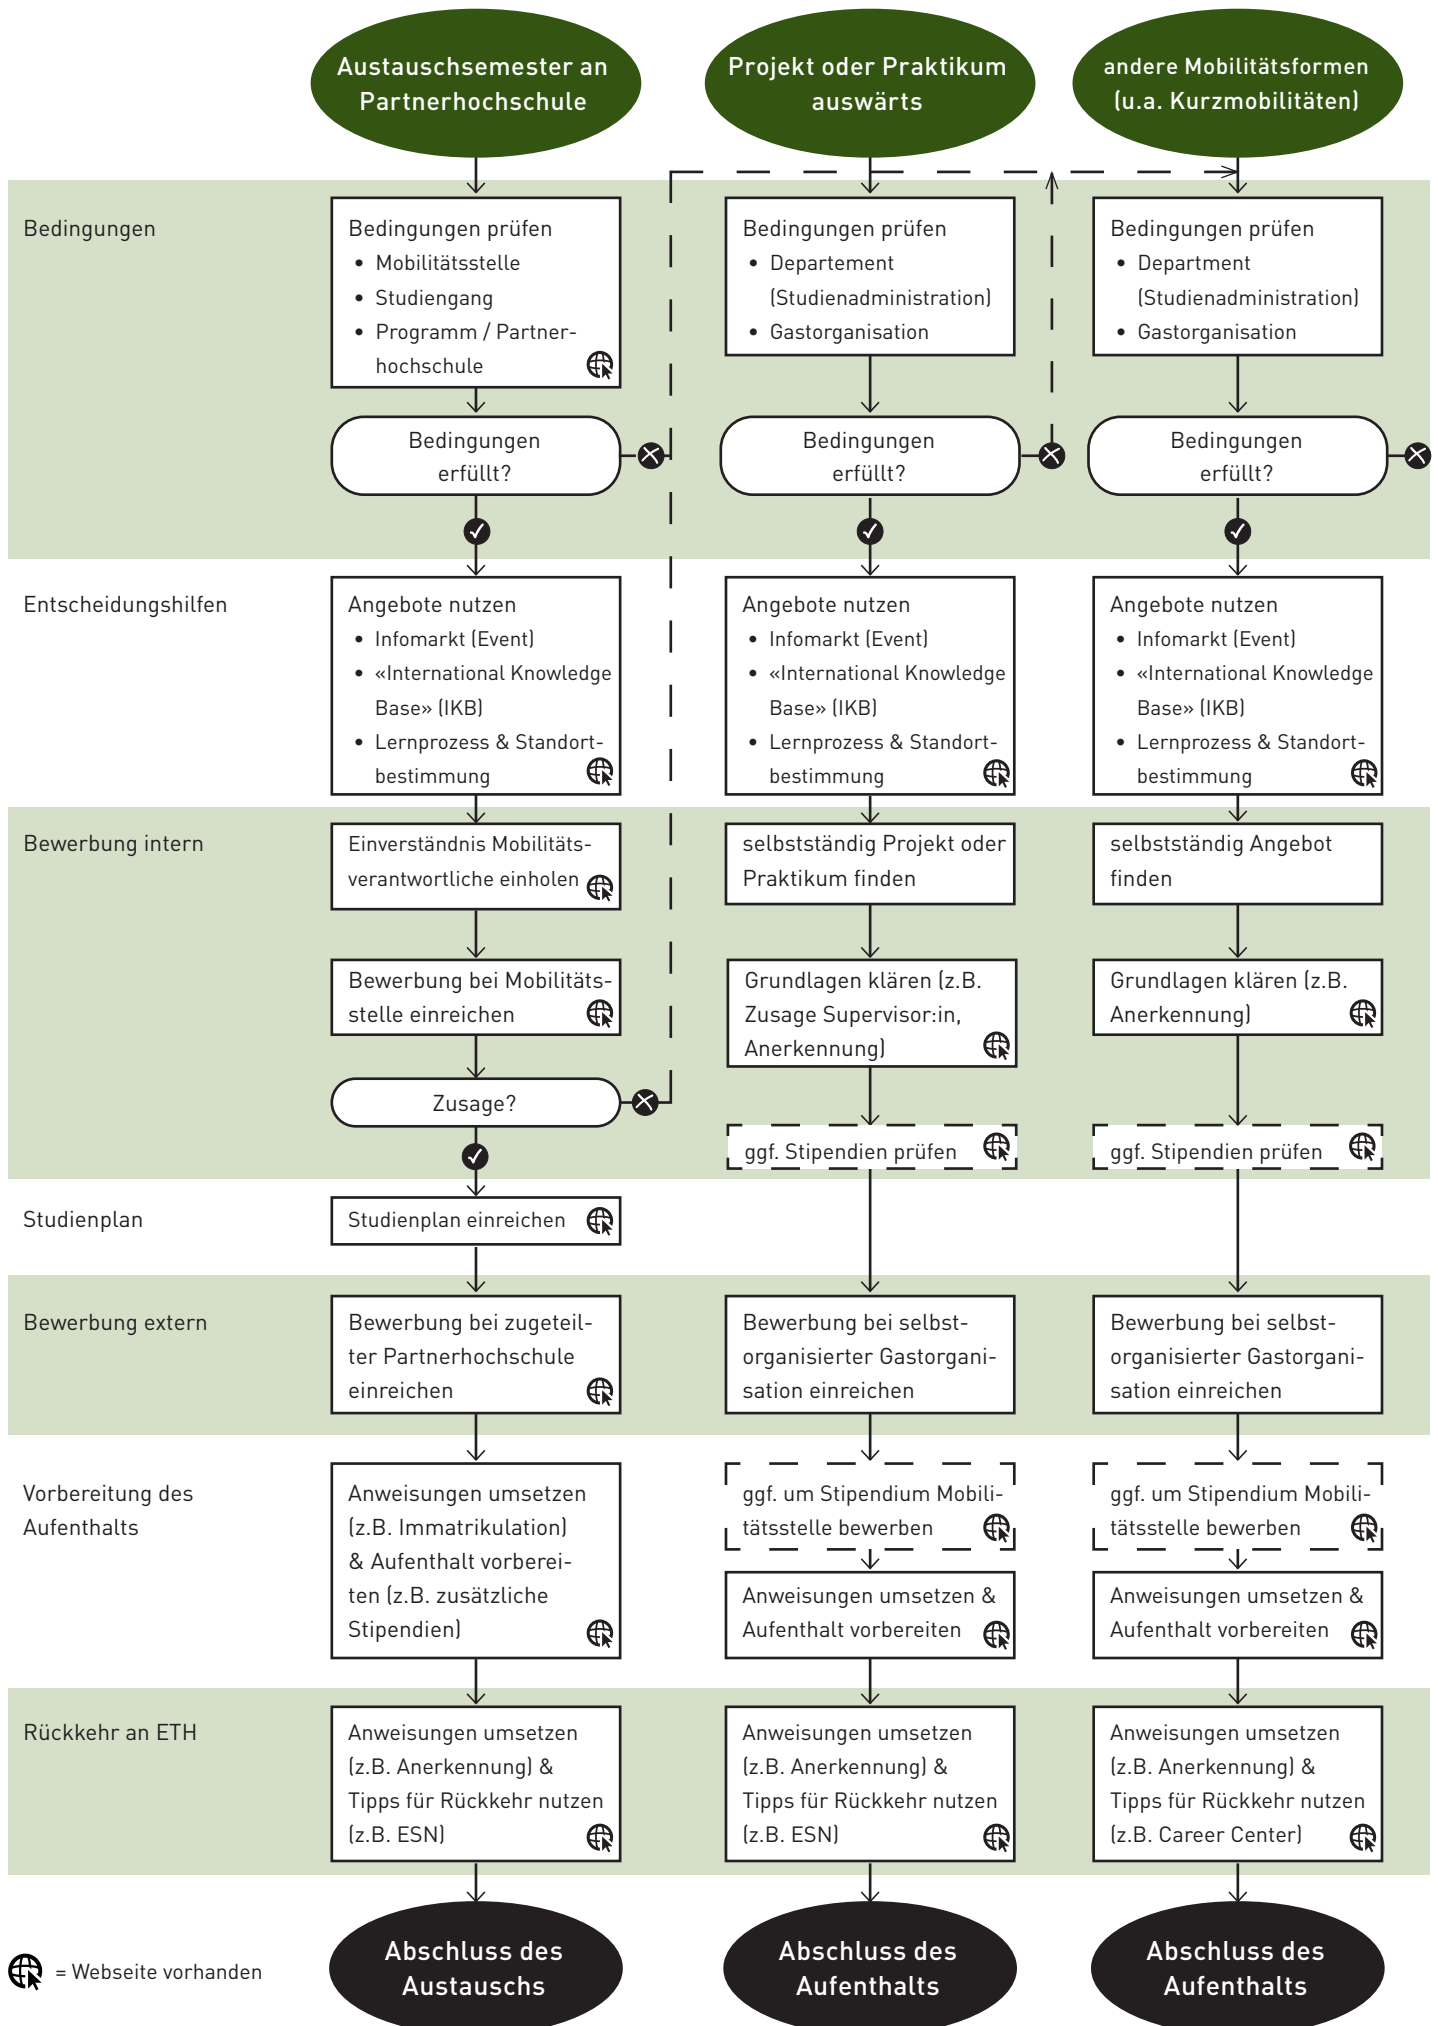 Austauschsemester an
Partnerhochschule
Projekt oder Praktikum
auswärts
andere Mobilitätsformen
(u.a. Kurzmobilitäten)
Bedingungen
Bedingungen prüfen
• Mobilitätsstelle
• Studiengang
• Programm / Partner-
hochschule
Bedingungen prüfen
• Departement
(Studienadministration)
• Gastorganisation
Bedingungen prüfen
• Department
(Studienadministration)
• Gastorganisation
Bedingungen
erfüllt?
Bedingungen
erfüllt?
Bedingungen
erfüllt?
Entscheidungshilfen
Angebote nutzen
• Infomarkt (Event)
• «International Knowledge
Base» (IKB)
• Lernprozess & Standort-
bestimmung
Angebote nutzen
• Infomarkt (Event)
• «International Knowledge
Base» (IKB)
• Lernprozess & Standort-
bestimmung
Angebote nutzen
• Infomarkt (Event)
• «International Knowledge
Base» (IKB)
• Lernprozess & Standort-
bestimmung
Bewerbung intern
Einverständnis Mobilitäts-
verantwortliche einholen
selbstständig Projekt oder
Praktikum finden
selbstständig Angebot
finden
Bewerbung bei Mobilitäts-
stelle einreichen
Grundlagen klären (z.B.
Zusage Supervisor:in,
Anerkennung)
Grundlagen klären (z.B.
Anerkennung)
Zusage?
ggf. Stipendien prüfen
ggf. Stipendien prüfen
Studienplan
Studienplan einreichen
Bewerbung extern
Bewerbung bei zugeteil-
ter Partnerhochschule
einreichen
Bewerbung bei selbst-
organisierter Gastorgani-
sation einreichen
Bewerbung bei selbst-
organisierter Gastorgani-
sation einreichen
Vorbereitung des
Aufenthalts
Anweisungen umsetzen
(z.B. Immatrikulation)
& Aufenthalt vorberei-
ten (z.B. zusätzliche
Stipendien)
ggf. um Stipendium Mobili-
tätsstelle bewerben
ggf. um Stipendium Mobili-
tätsstelle bewerben
Anweisungen umsetzen &
Aufenthalt vorbereiten
Anweisungen umsetzen &
Aufenthalt vorbereiten
Rückkehr an ETH
Anweisungen umsetzen
(z.B. Anerkennung) &
Tipps für Rückkehr nutzen
(z.B. ESN)
Anweisungen umsetzen
(z.B. Anerkennung) &
Tipps für Rückkehr nutzen
(z.B. ESN)
Anweisungen umsetzen
(z.B. Anerkennung) &
Tipps für Rückkehr nutzen
(z.B. Career Center)
Abschluss des
Austauschs
Abschluss des
Aufenthalts
Abschluss des
Aufenthalts
= Webseite vorhanden